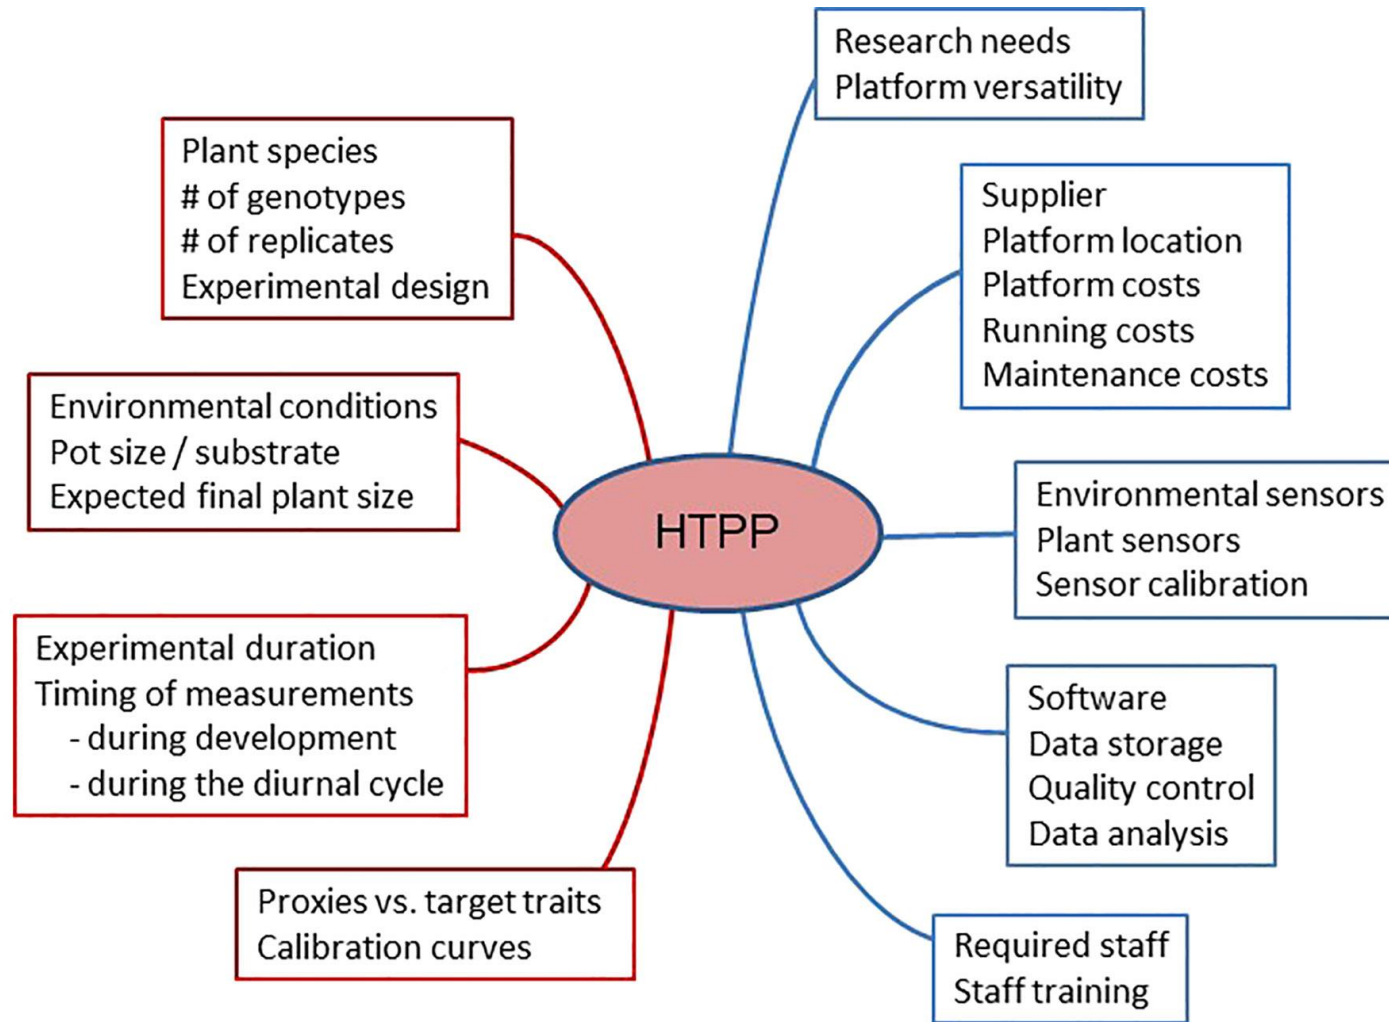 Research needs
Platform versatility
Plant species
# of genotypes
# of replicates
Experimental design
Supplier
Platform location
Platform costs
Running costs
Maintenance costs
Environmental conditions
Pot size / substrate
Expected final plant size
HTPP
Environmental sensors
Plant sensors
Sensor calibration
Experimental duration
Timing of measurements
- during development
- during the diurnal cycle
Software
Data storage
Quality control
Data analysis
Proxies vs. target traits
Calibration curves
Required staff
Staff training